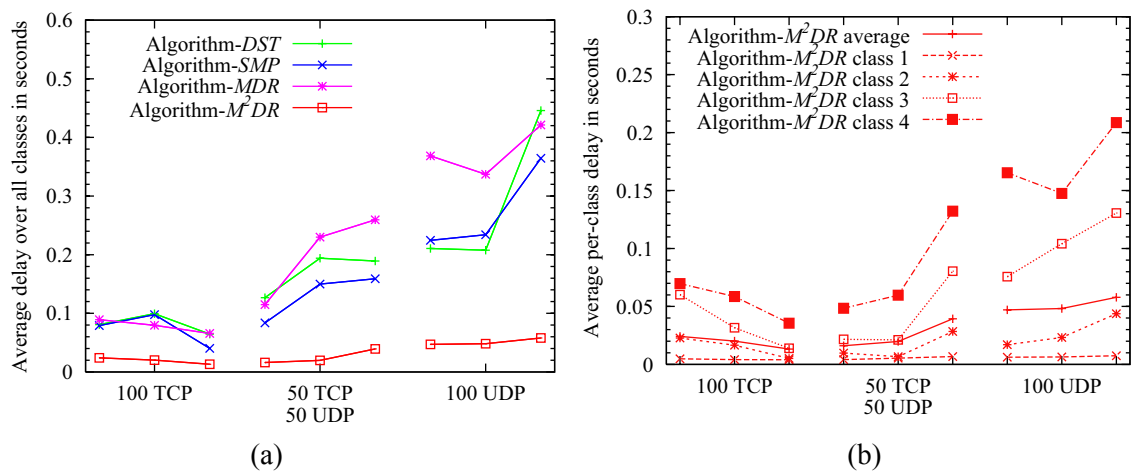 Average delay over all classes in seconds
0.6
0.5
0.4
0.3
0.2
0.1
0
Algorithm-DST
Algorithm-SMP
Algorithm-MDR
Algorithm-M²DR
100 TCP
50 TCP
50 UDP
100 UDP
(a)
Average per-class delay in seconds
0.3
0.25
0.2
0.15
0.1
0.05
0
Algorithm-M²DR average
Algorithm-M²DR class 1
Algorithm-M²DR class 2
Algorithm-M²DR class 3
Algorithm-M²DR class 4
100 TCP
50 TCP
50 UDP
100 UDP
(b)